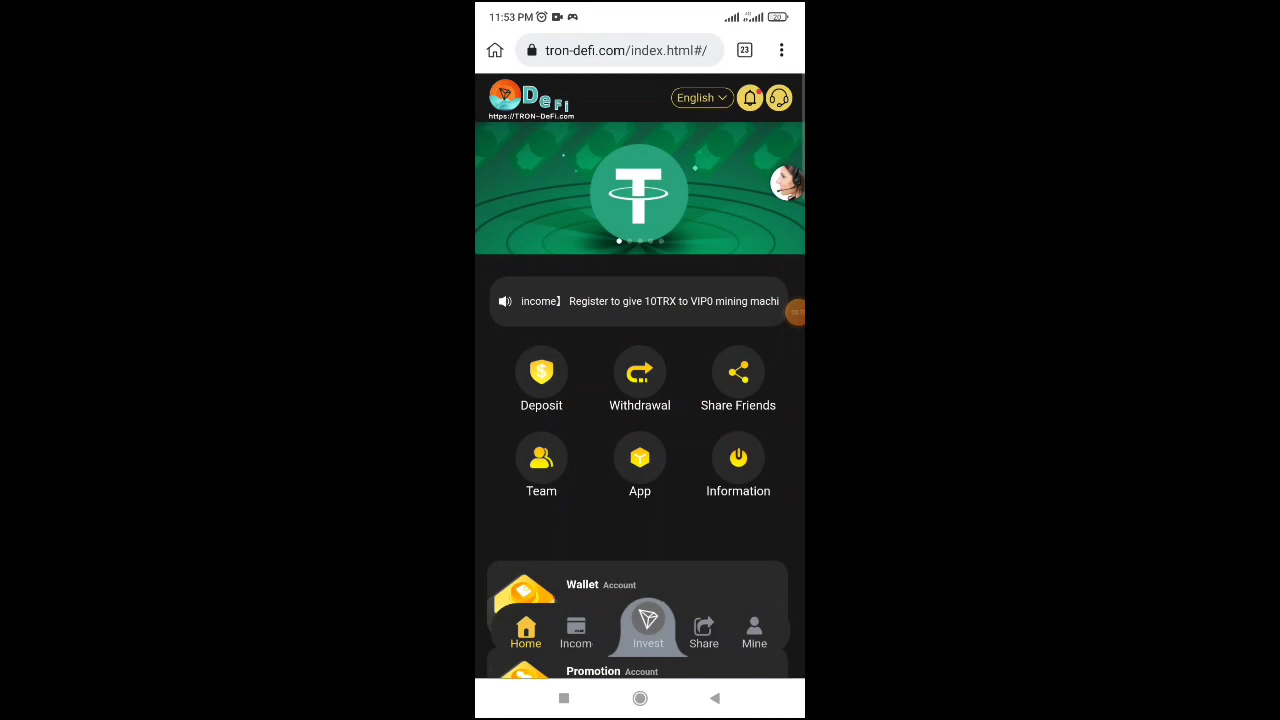 11:53 PM
4G
20
tron-defi.com/index.html#/
23
DeFi
https://TRON-DeFi.com
English
income】 Register to give 10TRX to VIP0 mining machi
Deposit
Withdrawal
Share Friends
Team
App
Information
Wallet Account
Home
Incom
Invest
Share
Mine
Promotion Account